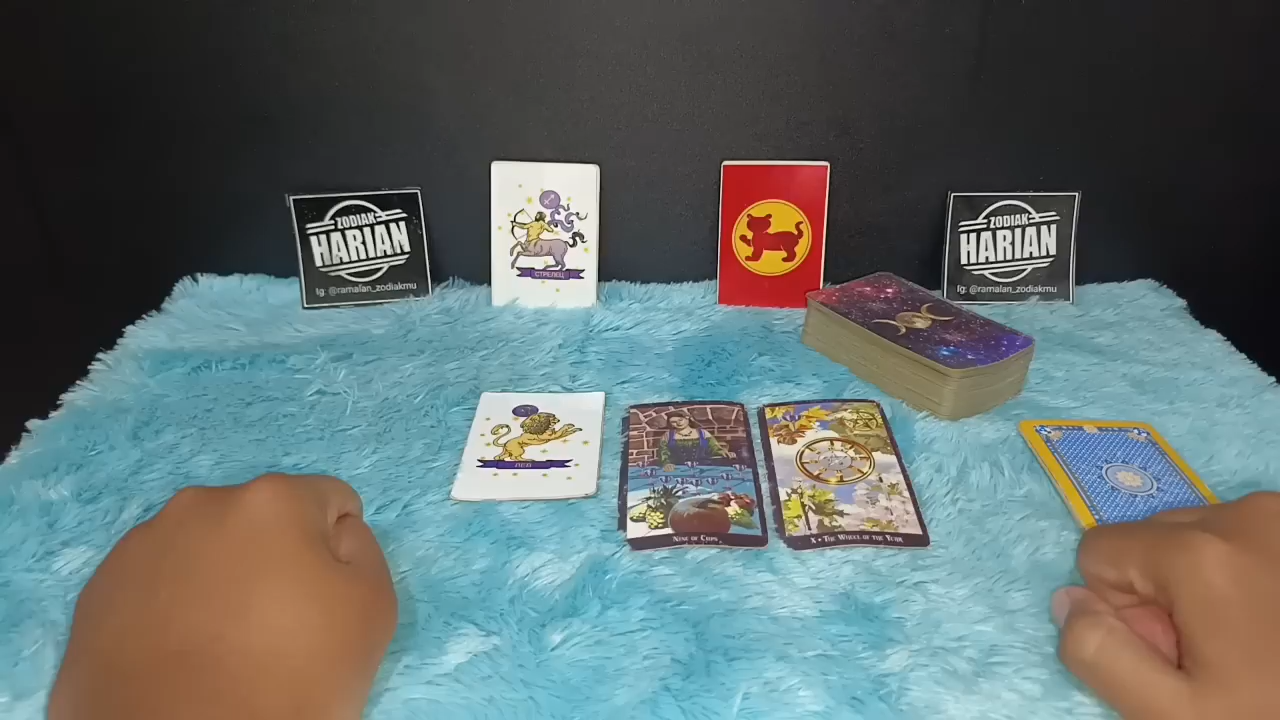 ZODIAK
HARIAN
Ig: @ramalan_zodiakmu
СТРЕЛЕЦ
ZODIAK
HARIAN
Ig: @ramalan_zodiakmu
ЛЕВ
NINE OF CUPS
X • THE WHEEL OF THE YEAR